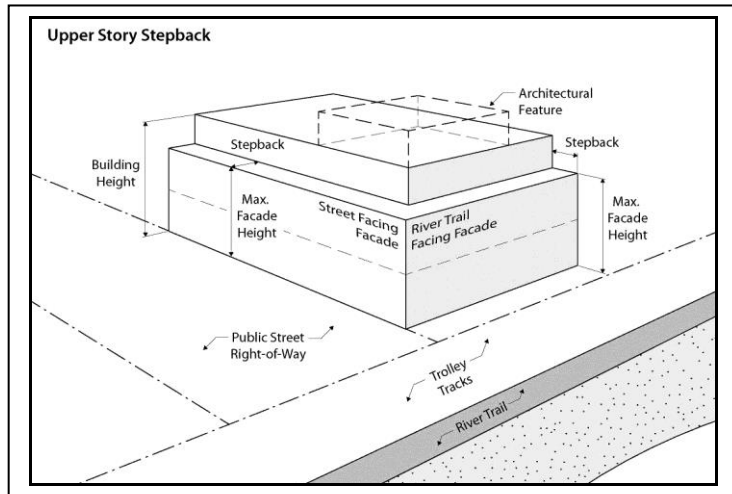 Upper Story Stepback
Architectural
Feature
Stepback
Stepback
Building
Height
Max.
Facade
Height
Street Facing
Facade
River Trail
Facing Facade
Max.
Facade
Height
Public Street
Right-of-Way
Trolley
Tracks
River Trail